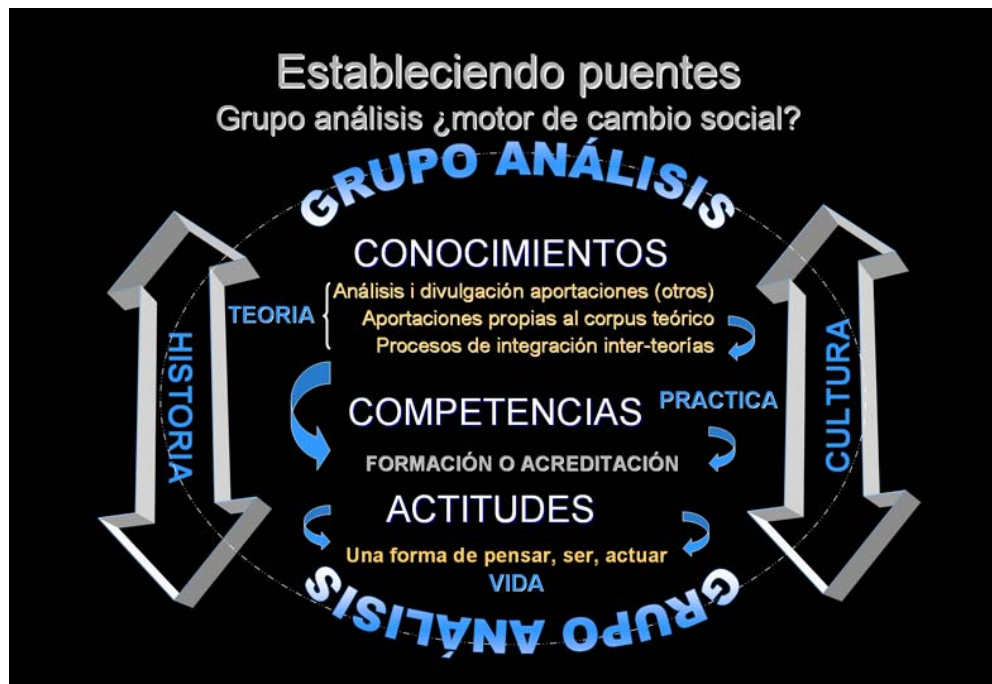 Estableciendo puentes
Grupo análisis ¿motor de cambio social?
GRUPO ANÁLISIS
CONOCIMIENTOS
TEORIA
Análisis i divulgación aportaciones (otros)
Aportaciones propias al corpus teórico
Procesos de integración inter-teorías
HISTORIA
CULTURA
COMPETENCIAS
PRACTICA
FORMACIÓN O ACREDITACIÓN
ACTITUDES
Una forma de pensar, ser, actuar
VIDA
GRUPO ANÁLISIS